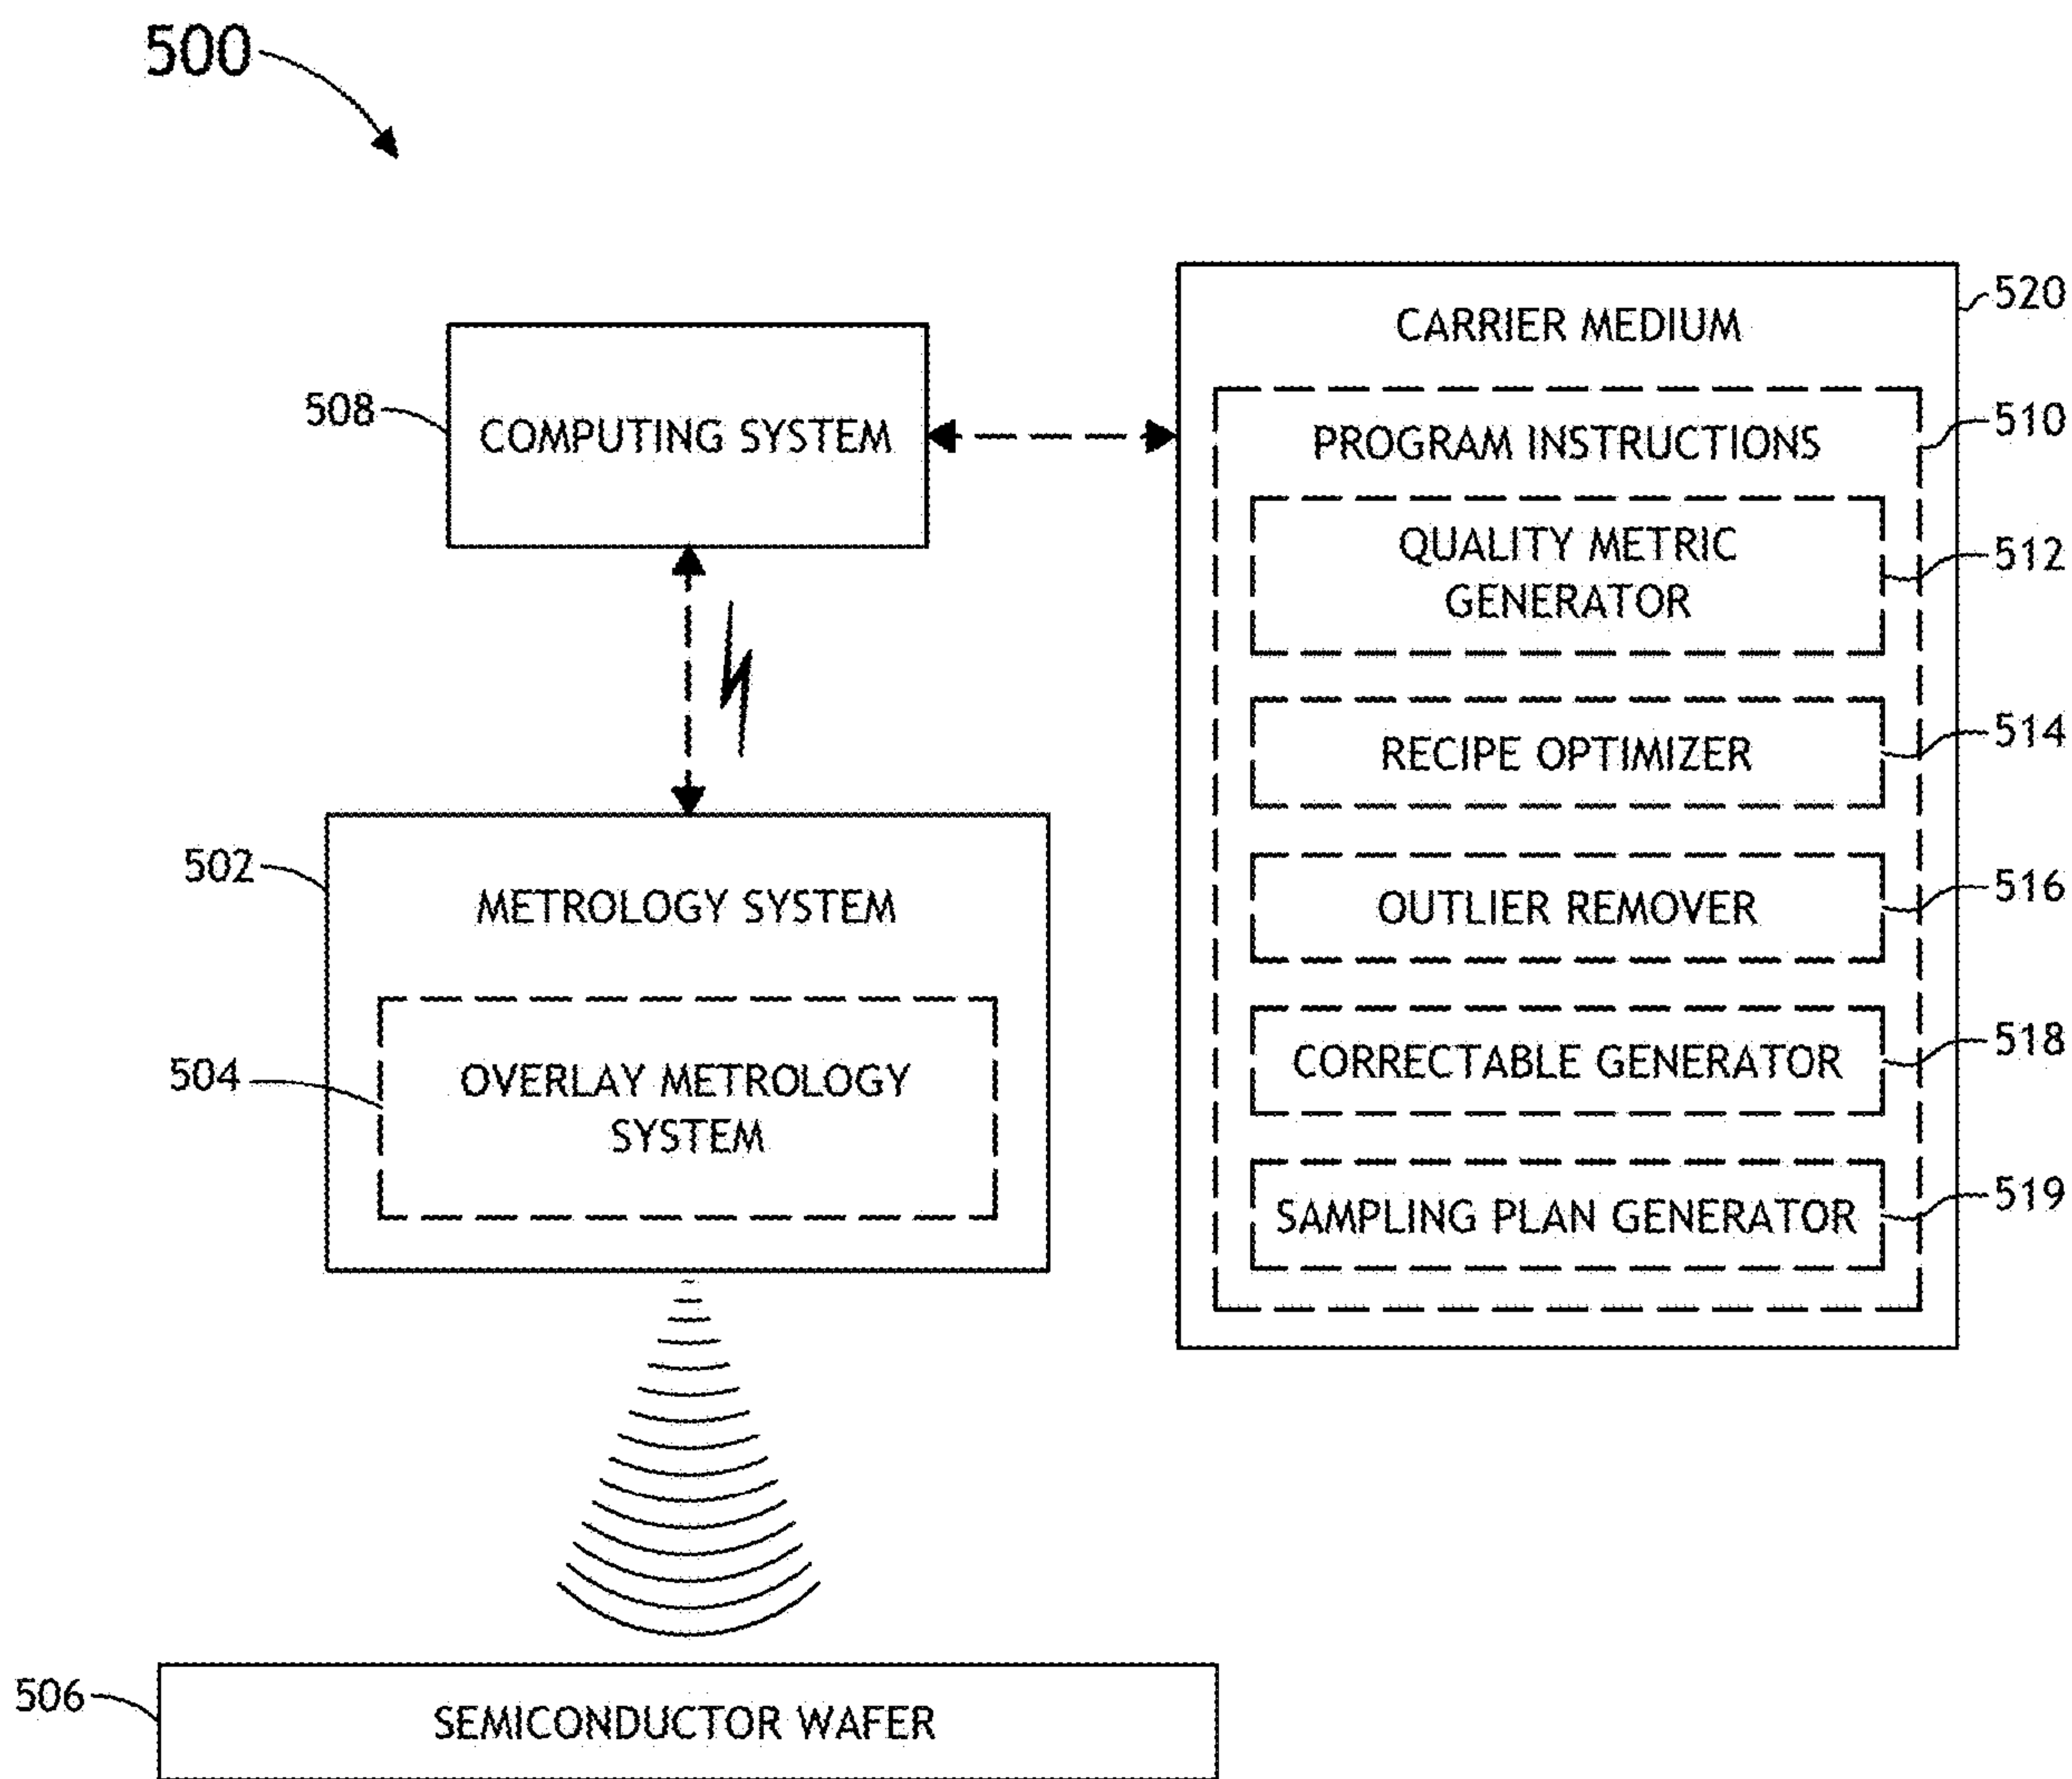 500
520
CARRIER MEDIUM
508
COMPUTING SYSTEM
510
PROGRAM INSTRUCTIONS
512
QUALITY METRIC
GENERATOR
514
RECIPE OPTIMIZER
502
METROLOGY SYSTEM
516
OUTLIER REMOVER
504
OVERLAY METROLOGY
SYSTEM
518
CORRECTABLE GENERATOR
519
SAMPLING PLAN GENERATOR
506
SEMICONDUCTOR WAFER